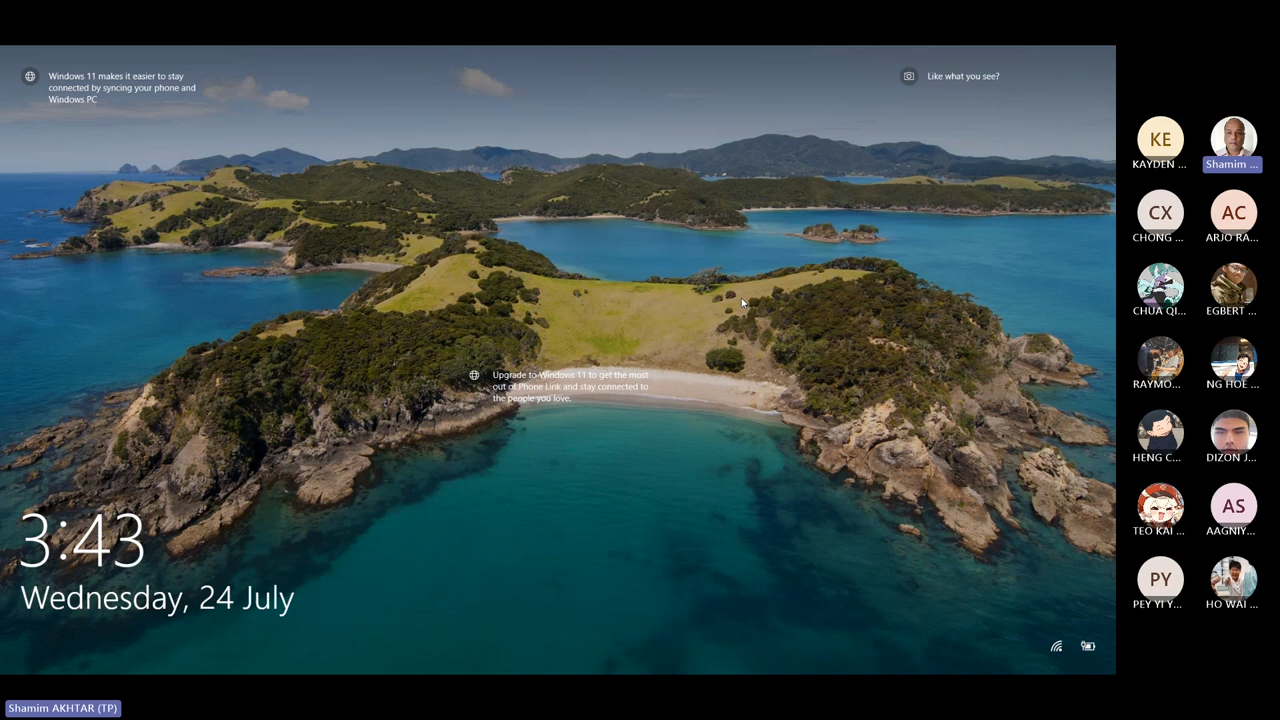 Windows 11 makes it easier to stay
connected by syncing your phone and
Windows PC
Like what you see?
Upgrade to Windows 11 to get the most
out of Phone Link and stay connected to
the people you love.
3:43
Wednesday, 24 July
KE
KAYDEN ...
Shamim ...
CX
CHONG ...
AC
ARJO RA...
CHUA QI...
EGBERT ...
RAYMO...
NG HOE ...
HENG C...
DIZON J...
TEO KAI ...
AS
AAGNIY...
PY
PEY YI Y...
HO WAI ...
Shamim AKHTAR (TP)